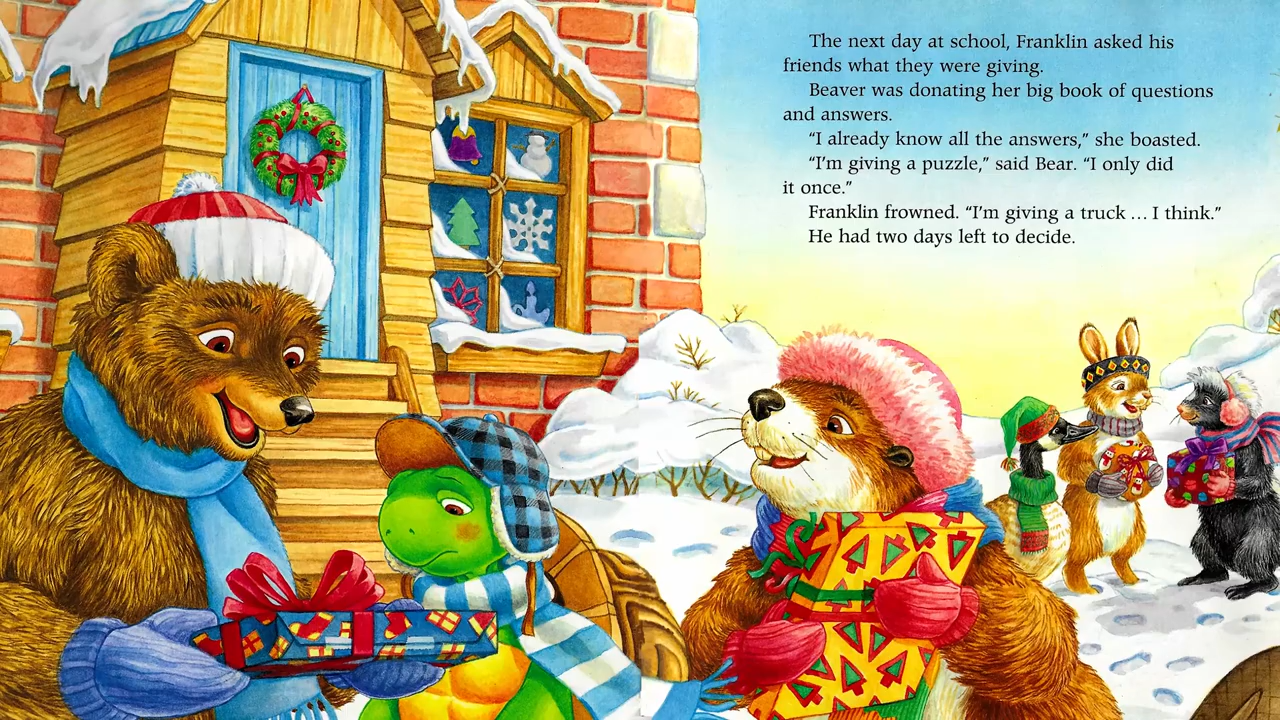 The next day at school, Franklin asked his
friends what they were giving.
Beaver was donating her big book of questions
and answers.
“I already know all the answers,” she boasted.
“I’m giving a puzzle,” said Bear. “I only did
it once.”
Franklin frowned. “I’m giving a truck … I think.”
He had two days left to decide.